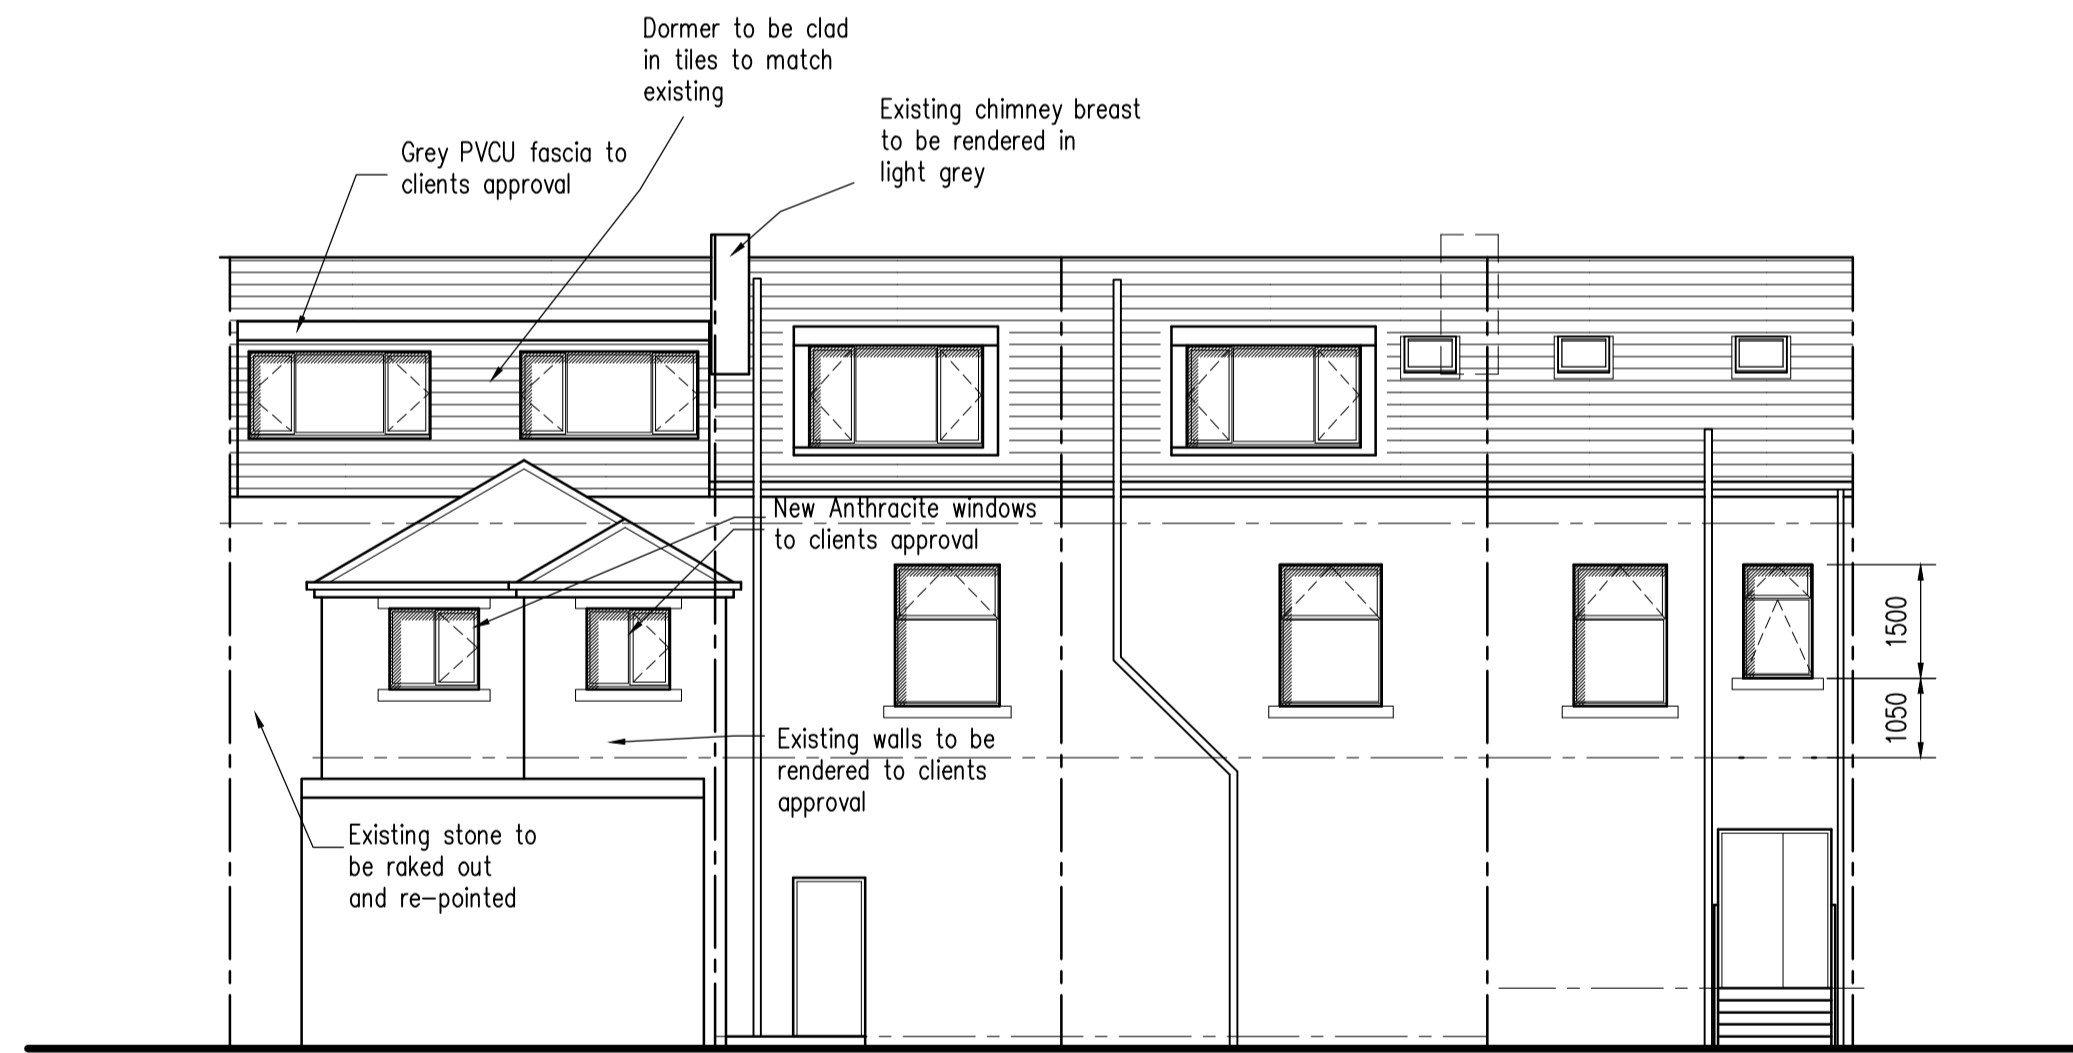 Dormer to be clad
in tiles to match
existing
Existing chimney breast
to be rendered in
light grey
Grey PVCU fascia to
clients approval
New Anthracite windows
to clients approval
1500
1050
Existing walls to be
rendered to clients
approval
Existing stone to
be raked out
and re-pointed